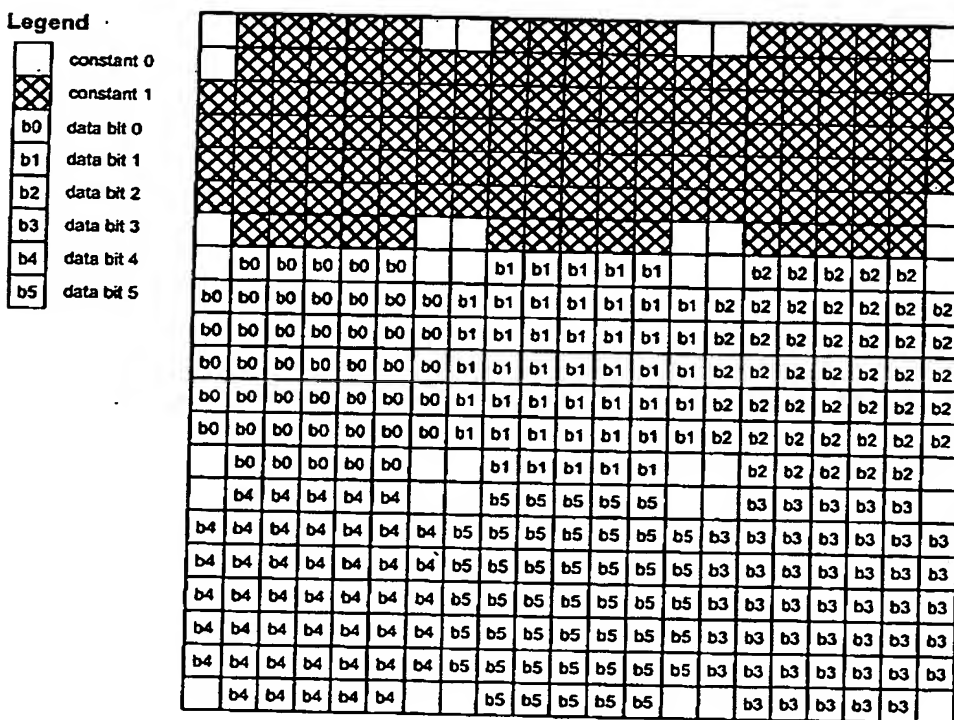 Legend
constant 0
constant 1
b0 data bit 0
b1 data bit 1
b2 data bit 2
b3 data bit 3
b4 data bit 4
b5 data bit 5
b0 b0 b0 b0 b0 b1 b1 b1 b1 b1 b2 b2 b2 b2 b2
b0 b0 b0 b0 b0 b0 b0 b1 b1 b1 b1 b1 b1 b1 b2 b2 b2 b2 b2 b2 b2
b0 b0 b0 b0 b0 b0 b0 b1 b1 b1 b1 b1 b1 b1 b2 b2 b2 b2 b2 b2 b2
b0 b0 b0 b0 b0 b0 b0 b1 b1 b1 b1 b1 b1 b1 b2 b2 b2 b2 b2 b2 b2
b0 b0 b0 b0 b0 b0 b0 b1 b1 b1 b1 b1 b1 b1 b2 b2 b2 b2 b2 b2 b2
b0 b0 b0 b0 b0 b0 b0 b1 b1 b1 b1 b1 b1 b1 b2 b2 b2 b2 b2 b2 b2
b0 b0 b0 b0 b0 b1 b1 b1 b1 b1 b2 b2 b2 b2 b2
b4 b4 b4 b4 b4 b5 b5 b5 b5 b5 b3 b3 b3 b3 b3
b4 b4 b4 b4 b4 b4 b4 b5 b5 b5 b5 b5 b5 b5 b3 b3 b3 b3 b3 b3 b3
b4 b4 b4 b4 b4 b4 b4 b5 b5 b5 b5 b5 b5 b5 b3 b3 b3 b3 b3 b3 b3
b4 b4 b4 b4 b4 b4 b4 b5 b5 b5 b5 b5 b5 b5 b3 b3 b3 b3 b3 b3 b3
b4 b4 b4 b4 b4 b4 b4 b5 b5 b5 b5 b5 b5 b5 b3 b3 b3 b3 b3 b3 b3
b4 b4 b4 b4 b4 b4 b4 b5 b5 b5 b5 b5 b5 b5 b3 b3 b3 b3 b3 b3 b3
b4 b4 b4 b4 b4 b5 b5 b5 b5 b5 b3 b3 b3 b3 b3